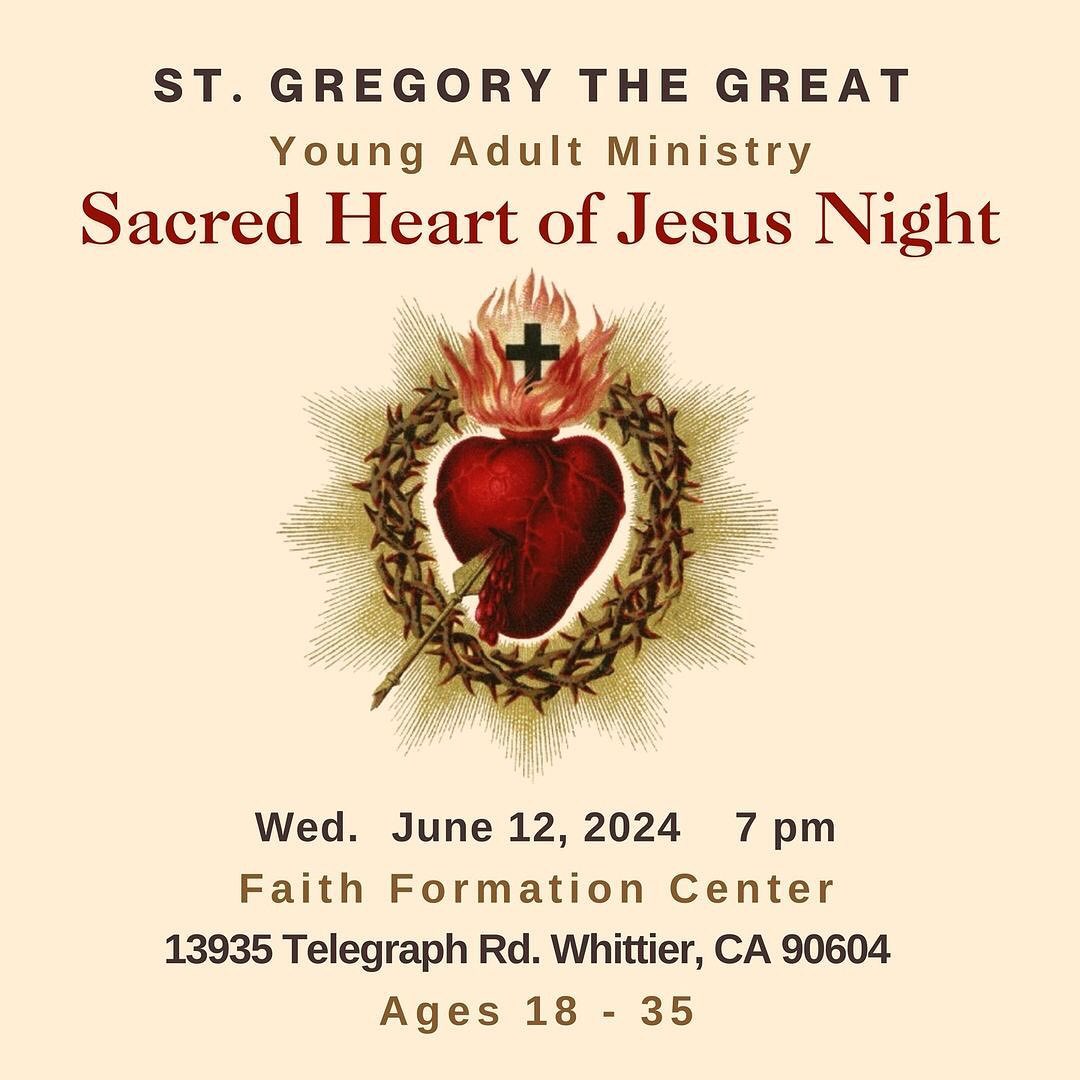 ST. GREGORY THE GREAT
Young Adult Ministry
Sacred Heart of Jesus Night
Wed. June 12, 2024 7 pm
Faith Formation Center
13935 Telegraph Rd. Whittier, CA 90604
Ages 18 - 35